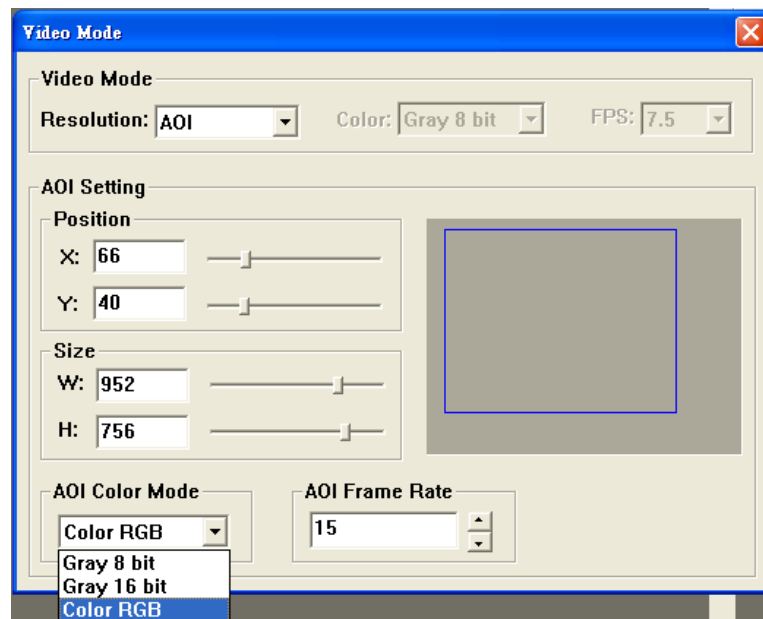 Video Mode
Video Mode
Resolution: AOI Color: Gray 8 bit FPS: 7.5
AOI Setting
Position
X: 66
Y: 40
Size
W: 952
H: 756
AOI Color Mode AOI Frame Rate
Color RGB 15
Gray 8 bit
Gray 16 bit
Color RGB